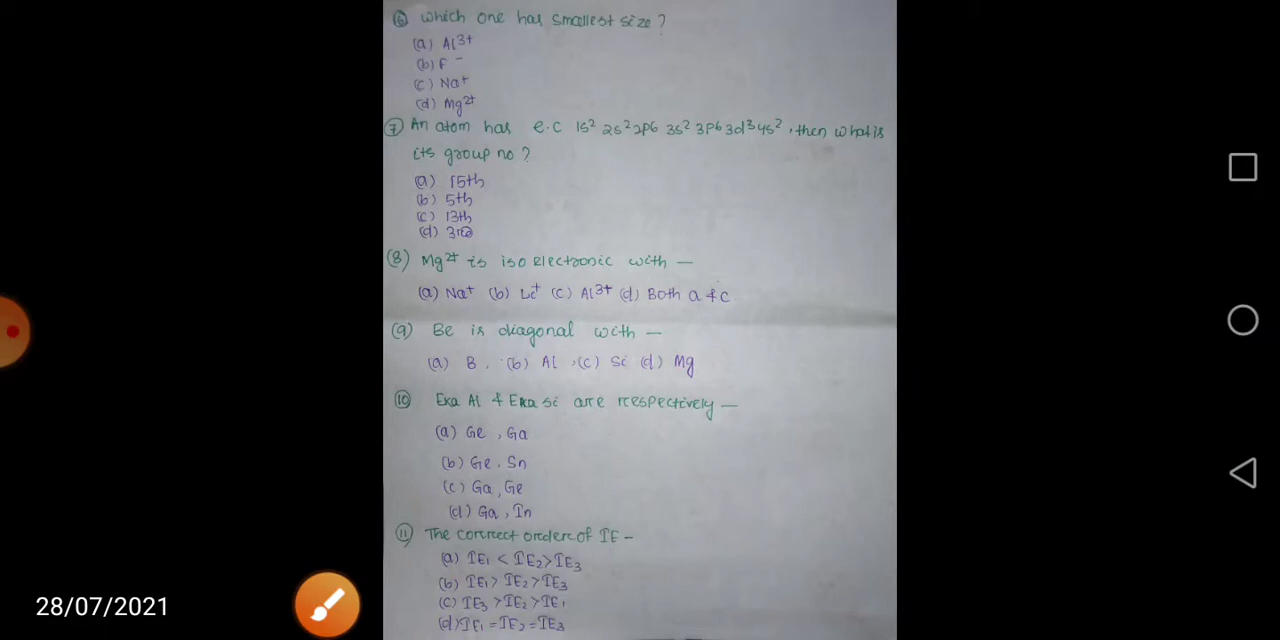 6 Which one has smallest size ?
(a) Al3+
(b) F -
(c) Na+
(d) Mg2+
7 An atom has e.c 1s2 2s2 2p6 3s2 3p6 3d3 4s2, then what is
its group no ?
(a) 15th
(b) 5th
(c) 13th
(d) 3rd
(8) Mg2+ is isoelectronic with —
(a) Na+ (b) Li+ (c) Al3+ (d) Both a & c
(9) Be is diagonal with —
(a) B, (b) Al, (c) Si (d) Mg
10 Eka Al & Eka si are respectively —
(a) Ge, Ga
(b) Ge, Sn
(c) Ga, Ge
(d) Ga, In
11 The correct order of IE -
(a) IE1 < IE2 > IE3
(b) IE1 > IE2 > IE3
(c) IE3 > IE2 > IE1
(d) IE1 = IE2 = IE3
28/07/2021